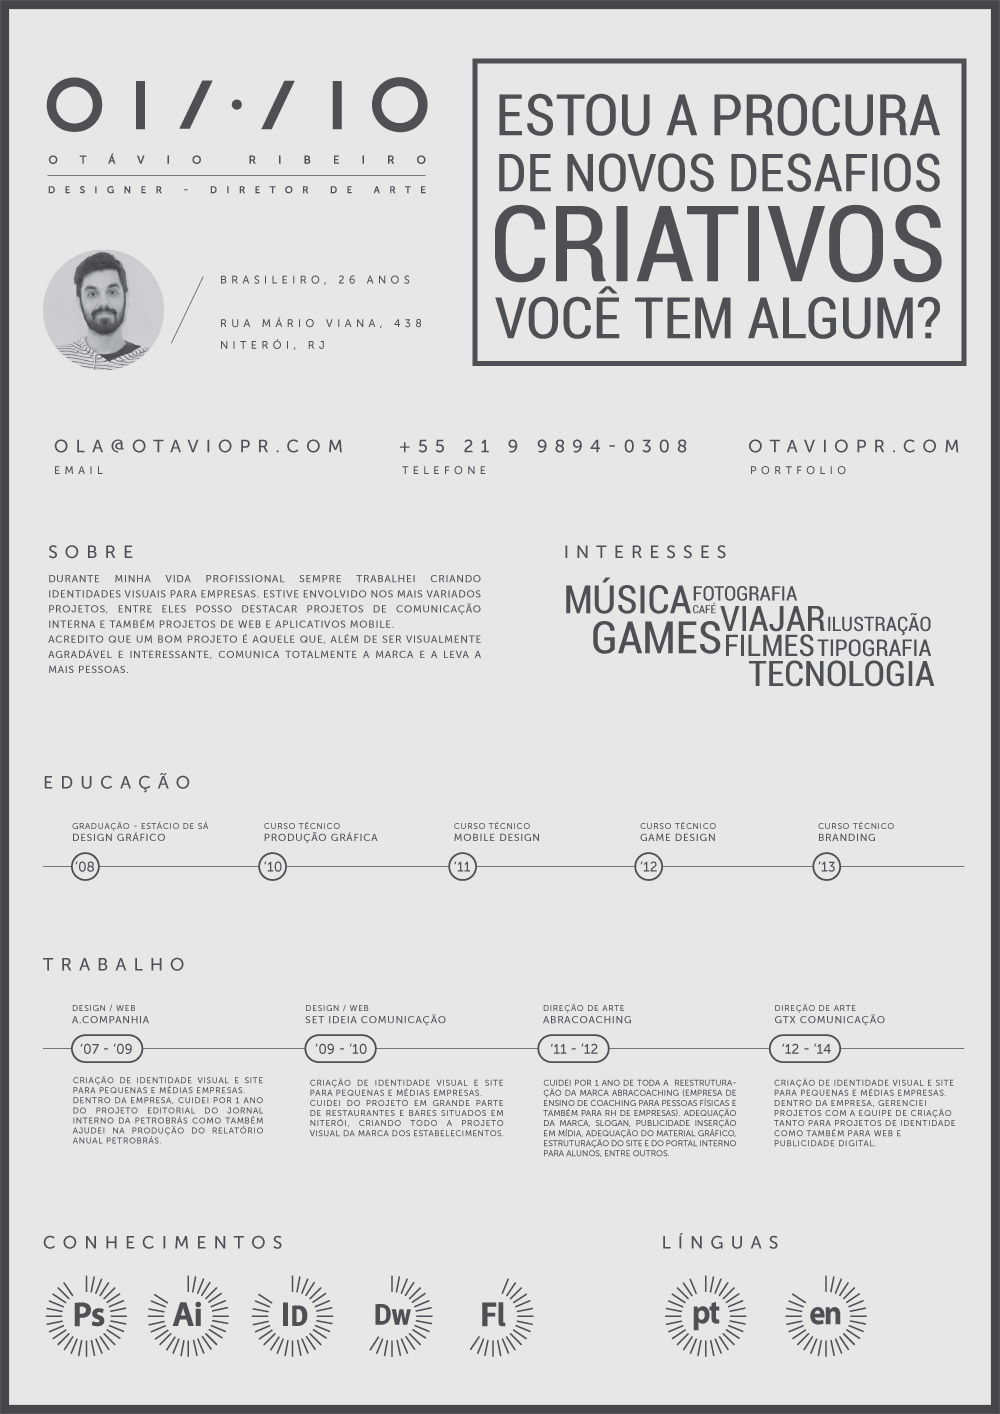 OI/·/IO
OTÁVIO RIBEIRO
DESIGNER - DIRETOR DE ARTE
ESTOU A PROCURA
DE NOVOS DESAFIOS
CRIATIVOS
VOCÊ TEM ALGUM?
BRASILEIRO, 26 ANOS
RUA MÁRIO VIANA, 438
NITERÓI, RJ
OLA@OTAVIOPR.COM
EMAIL
+55 21 9 9894-0308
TELEFONE
OTAVIOPR.COM
PORTFOLIO
SOBRE
DURANTE MINHA VIDA PROFISSIONAL SEMPRE TRABALHEI CRIANDO
IDENTIDADES VISUAIS PARA EMPRESAS. ESTIVE ENVOLVIDO NOS MAIS VARIADOS
PROJETOS, ENTRE ELES POSSO DESTACAR PROJETOS DE COMUNICAÇÃO
INTERNA E TAMBÉM PROJETOS DE WEB E APLICATIVOS MOBILE.
ACREDITO QUE UM BOM PROJETO É AQUELE QUE, ALÉM DE SER VISUALMENTE
AGRADÁVEL E INTERESSANTE, COMUNICA TOTALMENTE A MARCA E A LEVA A
MAIS PESSOAS.
INTERESSES
MÚSICA FOTOGRAFIA
CAFÉ VIAJAR ILUSTRAÇÃO
GAMES FILMES TIPOGRAFIA
TECNOLOGIA
EDUCAÇÃO
GRADUAÇÃO - ESTÁCIO DE SÁ
DESIGN GRÁFICO
'08
CURSO TÉCNICO
PRODUÇÃO GRÁFICA
'10
CURSO TÉCNICO
MOBILE DESIGN
'11
CURSO TÉCNICO
GAME DESIGN
'12
CURSO TÉCNICO
BRANDING
'13
TRABALHO
DESIGN / WEB
A.COMPANHIA
'07 - '09
CRIAÇÃO DE IDENTIDADE VISUAL E SITE
PARA PEQUENAS E MÉDIAS EMPRESAS.
DENTRO DA EMPRESA, CUIDEI POR 1 ANO
DO PROJETO EDITORIAL DO JORNAL
INTERNO DA PETROBRÁS COMO TAMBÉM
AJUDEI NA PRODUÇÃO DO RELATÓRIO
ANUAL PETROBRÁS.
DESIGN / WEB
SET IDEIA COMUNICAÇÃO
'09 - '10
CRIAÇÃO DE IDENTIDADE VISUAL E SITE
PARA PEQUENAS E MÉDIAS EMPRESAS.
CUIDEI DO PROJETO EM GRANDE PARTE
DE RESTAURANTES E BARES SITUADOS EM
NITERÓI, CRIANDO TODO A PROJETO
VISUAL DA MARCA DOS ESTABELECIMENTOS.
DIREÇÃO DE ARTE
ABRACOACHING
'11 - '12
CUIDEI POR 1 ANO DE TODA A REESTRUTURA-
ÇÃO DA MARCA ABRACOACHING (EMPRESA DE
ENSINO DE COACHING PARA PESSOAS FÍSICAS E
TAMBÉM PARA RH DE EMPRESAS). ADEQUAÇÃO
DA MARCA, SLOGAN, PUBLICIDADE INSERÇÃO
EM MÍDIA, ADEQUAÇÃO DO MATERIAL GRÁFICO,
ESTRUTURAÇÃO DO SITE E DO PORTAL INTERNO
PARA ALUNOS, ENTRE OUTROS.
DIREÇÃO DE ARTE
GTX COMUNICAÇÃO
'12 - '14
CRIAÇÃO DE IDENTIDADE VISUAL E SITE
PARA PEQUENAS E MÉDIAS EMPRESAS.
DENTRO DA EMPRESA, GERENCIEI
PROJETOS COM A EQUIPE DE CRIAÇÃO
TANTO PARA PROJETOS DE IDENTIDADE
COMO TAMBÉM PARA WEB E
PUBLICIDADE DIGITAL.
CONHECIMENTOS
Ps Ai ID Dw Fl
LÍNGUAS
pt en